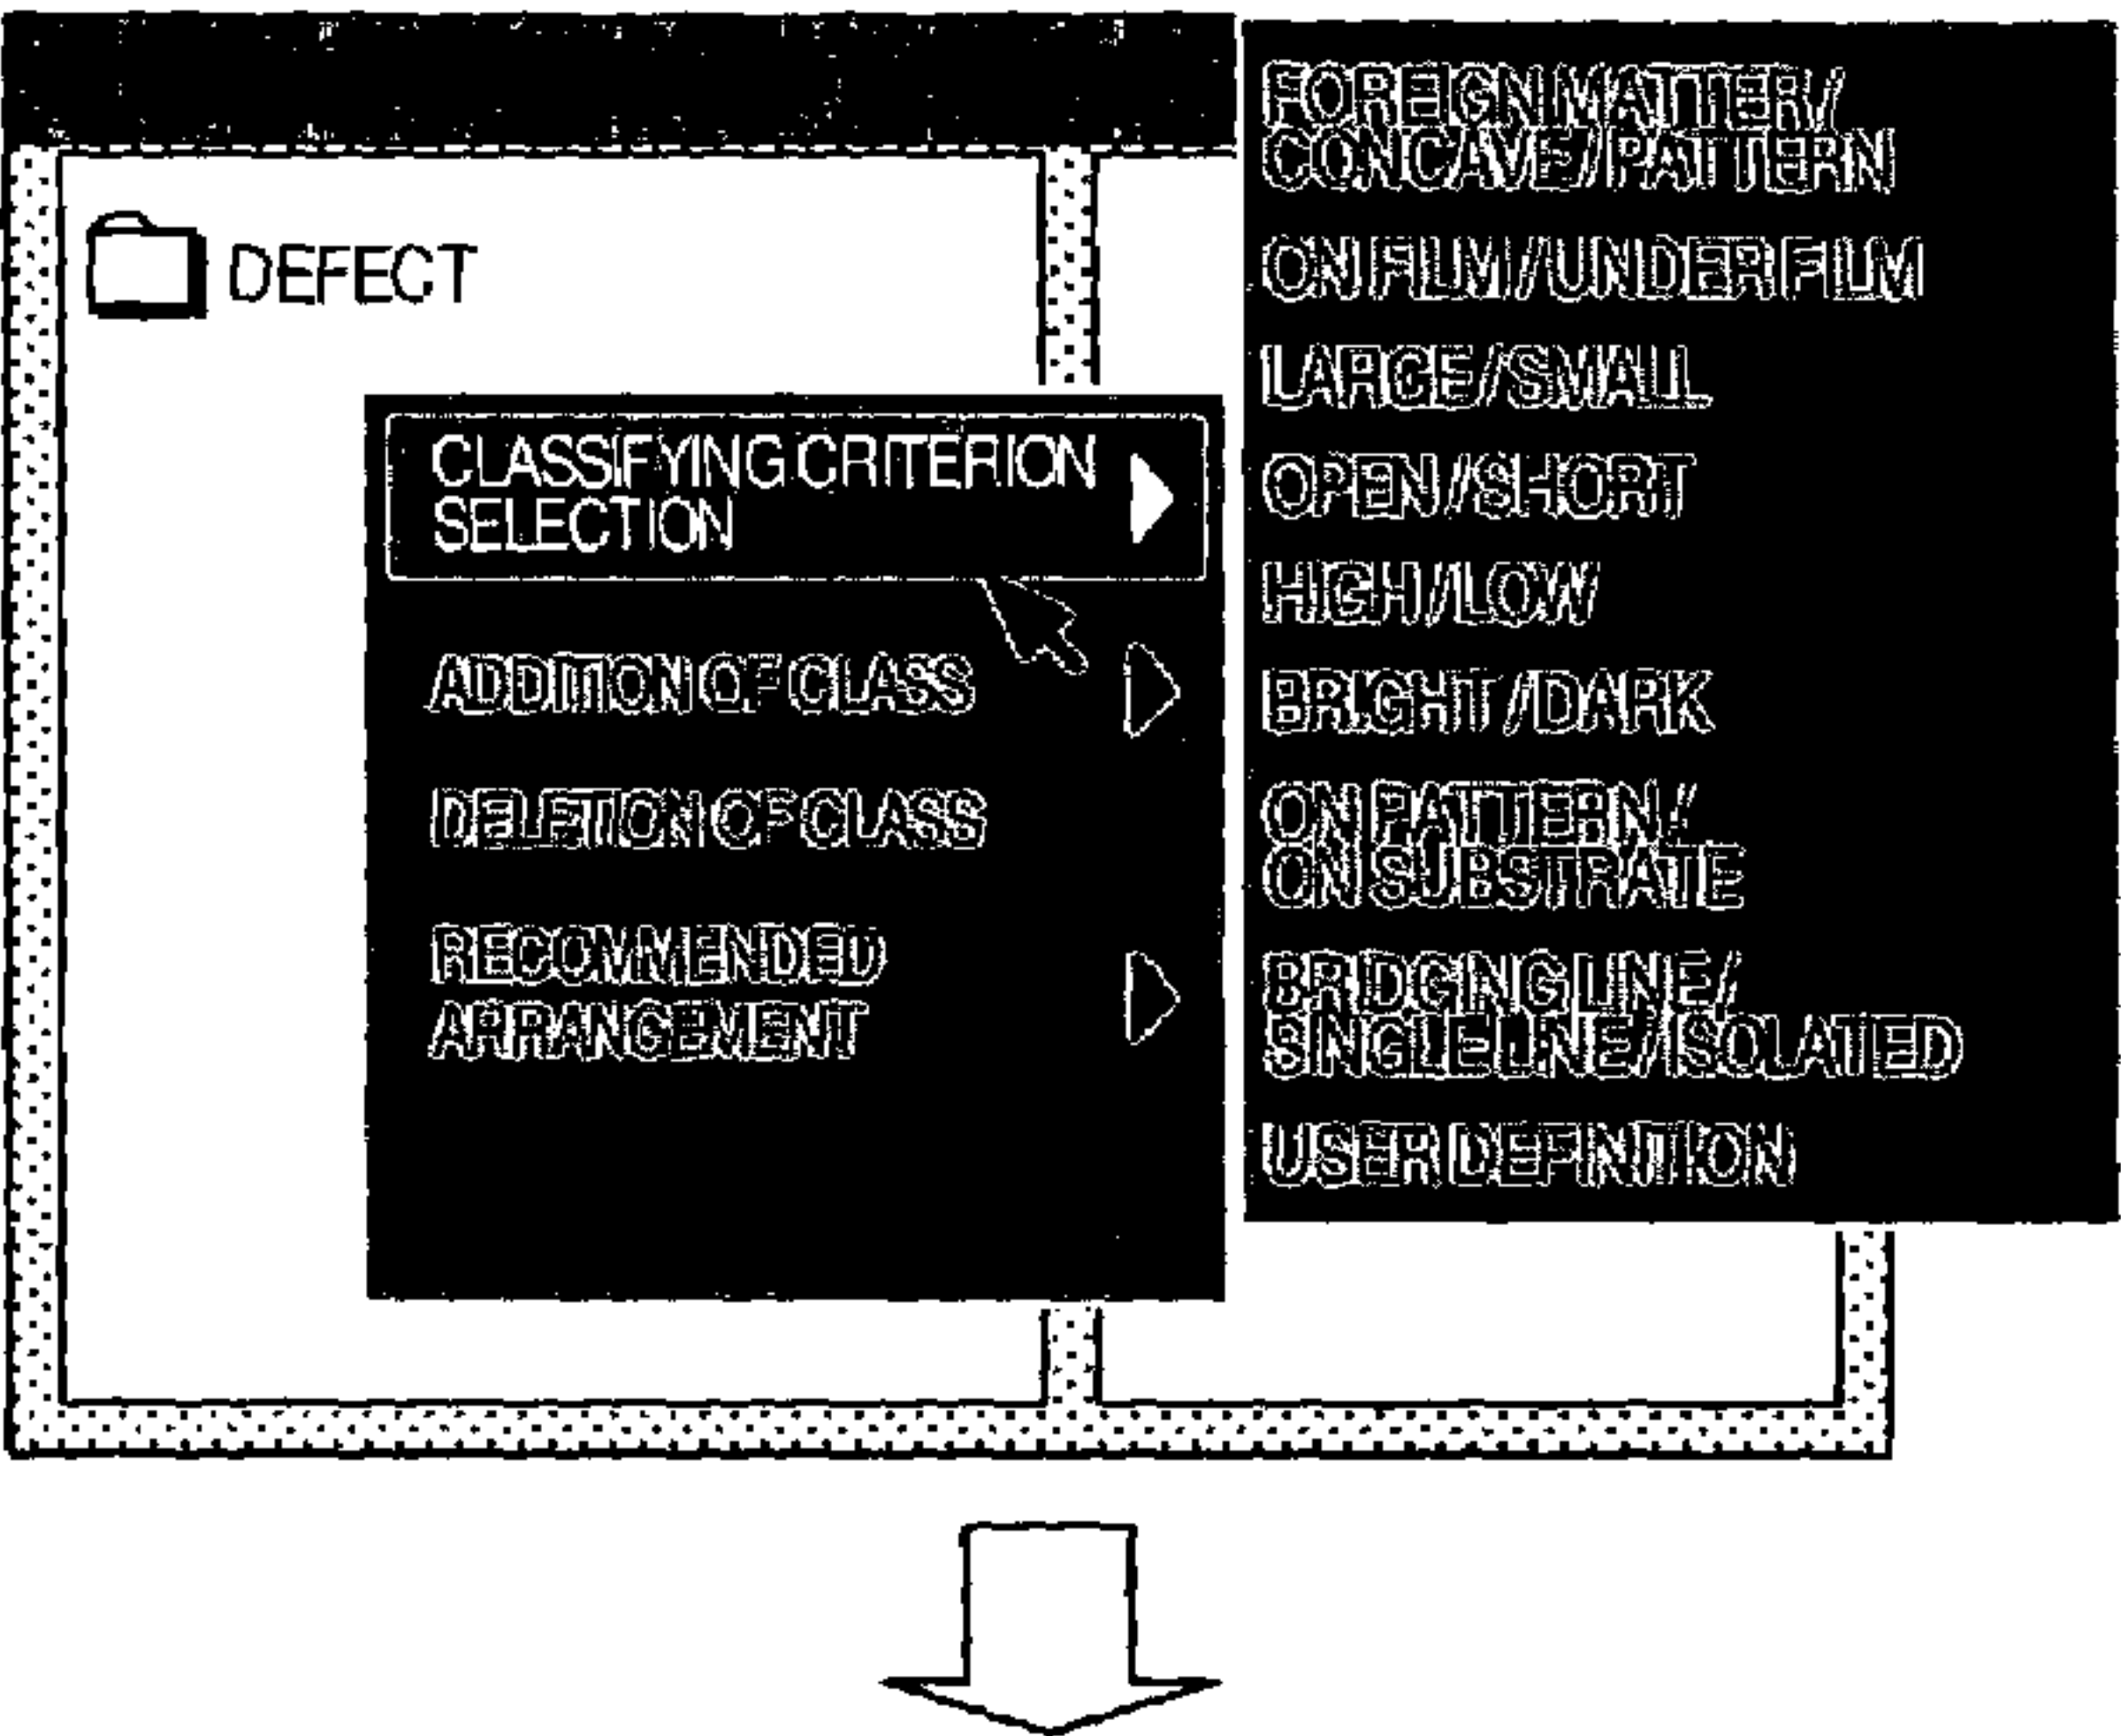 DEFECT
CLASSIFYING CRITERION
SELECTION
ADDITION OF CLASS
DELETION OF CLASS
RECOMMENDED
ARRANGEMENT
FOREIGN MATTER/
CONCAVE/PATTERN
ON FILM/UNDER FILM
LARGE/SMALL
OPEN/SHORT
HIGH/LOW
BRIGHT/DARK
ON PATTERN/
ON SUBSTRATE
BRIDGING LINE/
SINGLE LINE/ISOLATED
USER DEFINITION